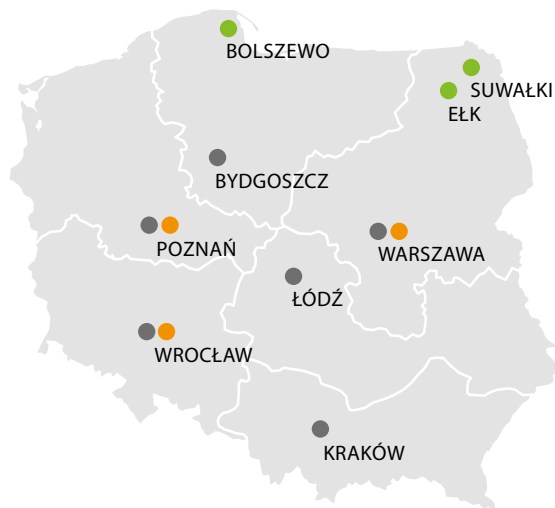 BOLSZEWO
SUWAŁKI
EŁK
BYDGOSZCZ
POZNAŃ
WARSZAWA
ŁÓDŹ
WROCŁAW
KRAKÓW